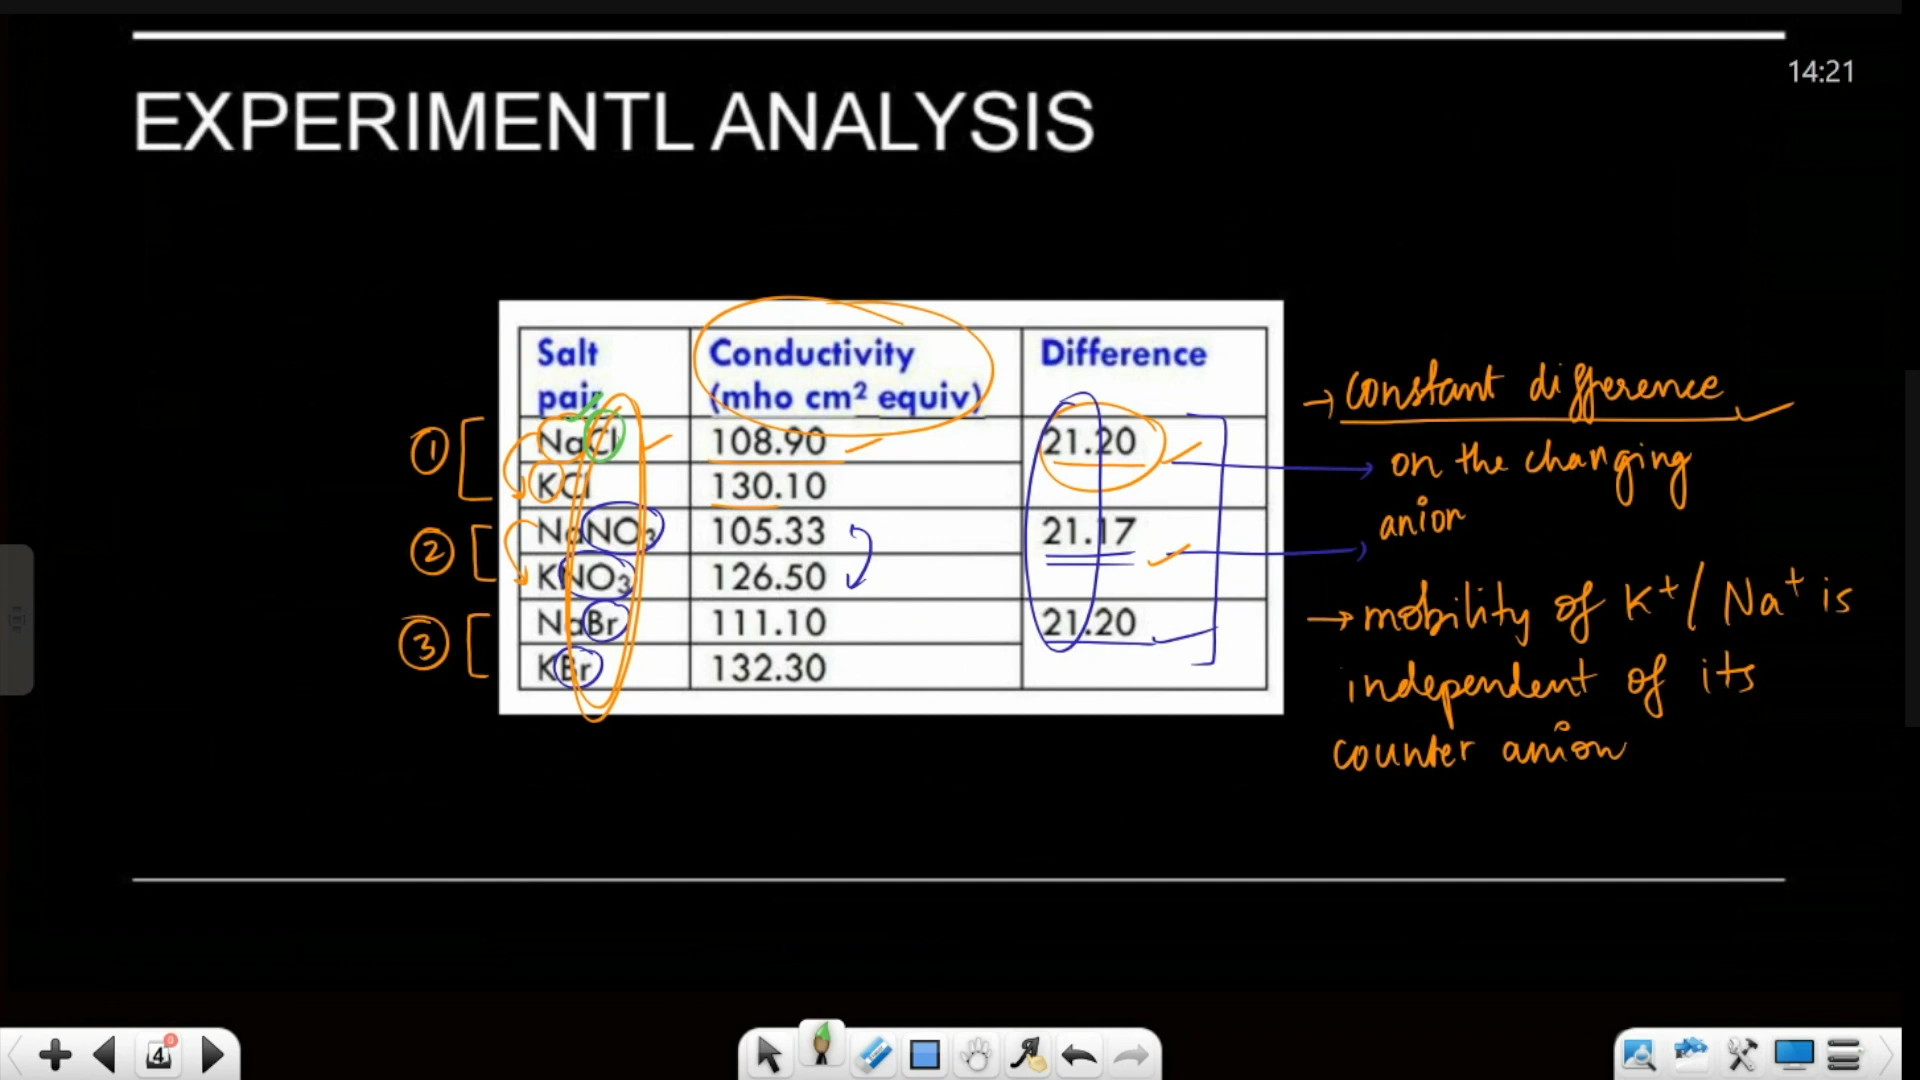 14:21
EXPERIMENTL ANALYSIS
Salt pair Conductivity (mho cm² equiv) Difference
① NaCl 108.90 21.20
KCl 130.10
② NaNO₃ 105.33 21.17
KNO₃ 126.50
③ NaBr 111.10 21.20
KBr 132.30
→ constant difference
on the changing
anion
→ mobility of K⁺/Na⁺ is
independent of its
counter anion
4
0